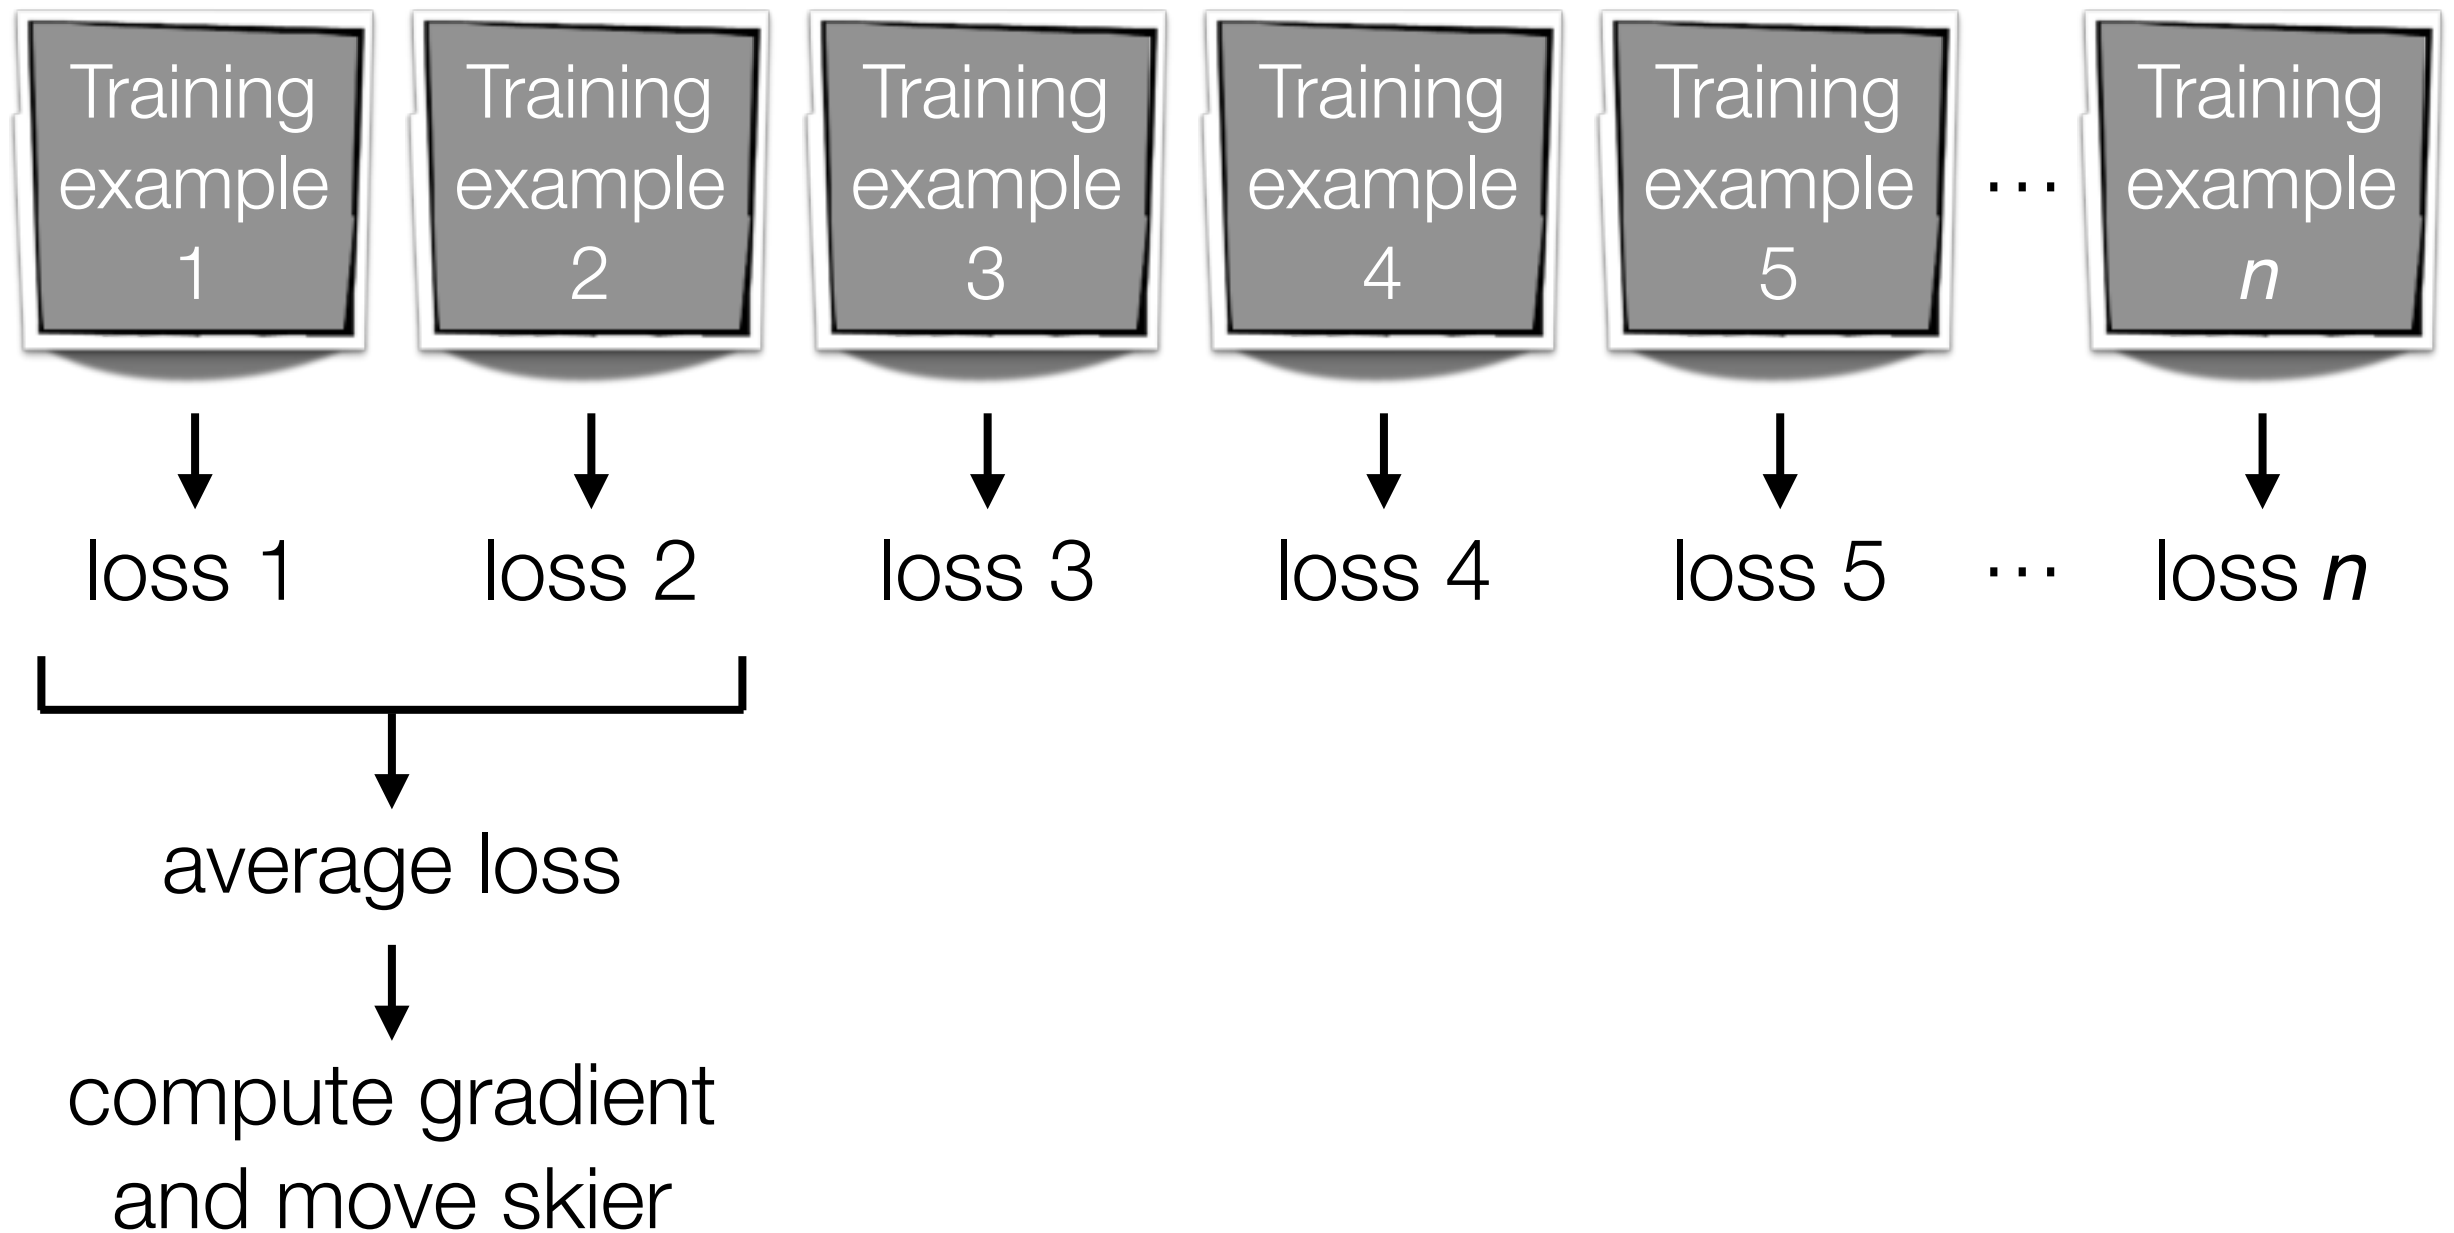 Training
example
1
Training
example
2
Training
example
3
Training
example
4
Training
example
5
...
Training
example
n
loss 1
loss 2
loss 3
loss 4
loss 5
...
loss n
average loss
compute gradient
and move skier